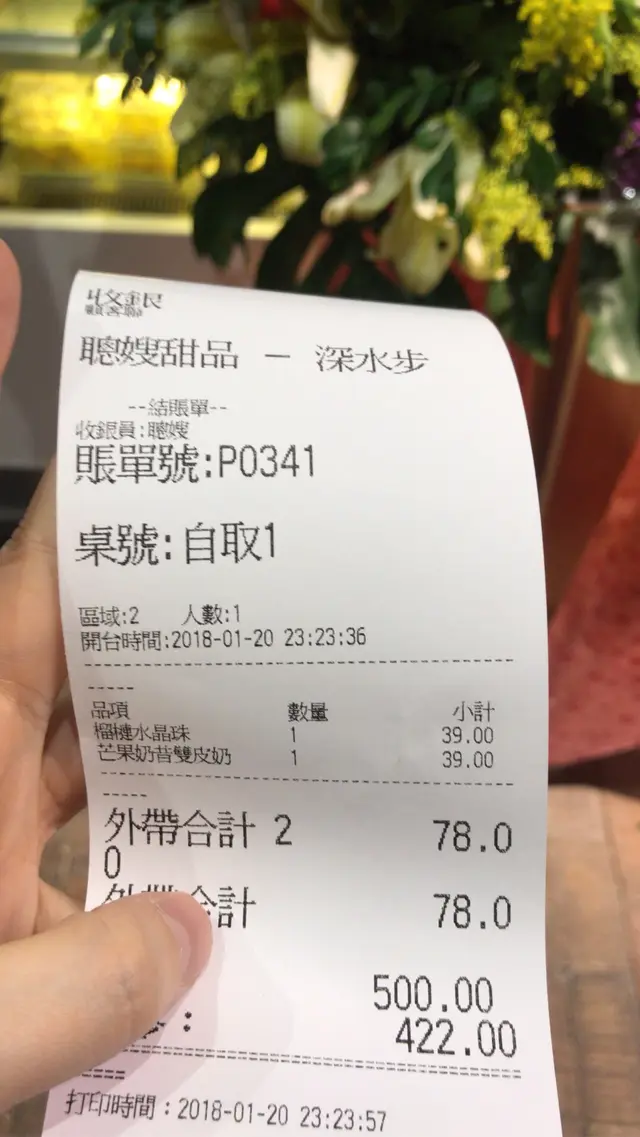 收銀
顧客聯
聰嫂甜品 - 深水步
--結賬單--
收銀員:聰嫂
賬單號:P0341
桌號:自取1
區域:2 人數:1
開台時間:2018-01-20 23:23:36
品項 數量 小計
榴槤水晶珠 1 39.00
芒果奶昔雙皮奶 1 39.00
外帶合計 2 78.0
0
外帶合計 78.0
500.00
: 422.00
打印時間:2018-01-20 23:23:57